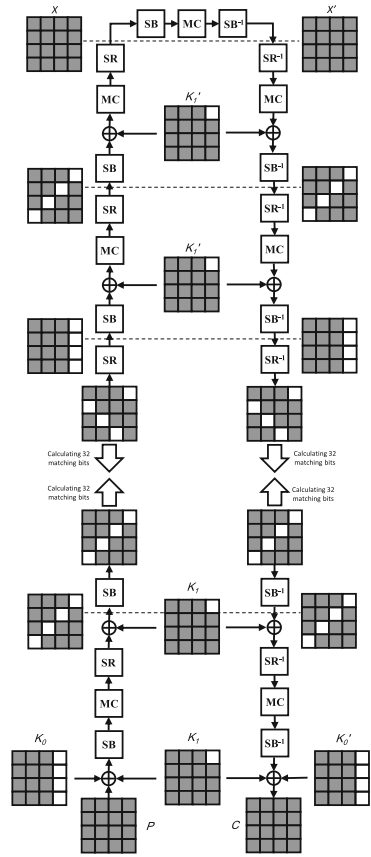 X
SB
MC
SB⁻¹
X'
SR
SR⁻¹
MC
K₁'
MC
SB
SB⁻¹
SR
SR⁻¹
MC
K₁'
MC
SB
SB⁻¹
SR
SR⁻¹
Calculating 32
matching bits
Calculating 32
matching bits
Calculating 32
matching bits
Calculating 32
matching bits
SB
K₁
SB⁻¹
SR
SR⁻¹
MC
MC
K₀
SB
K₁
SB⁻¹
K₀'
P
C